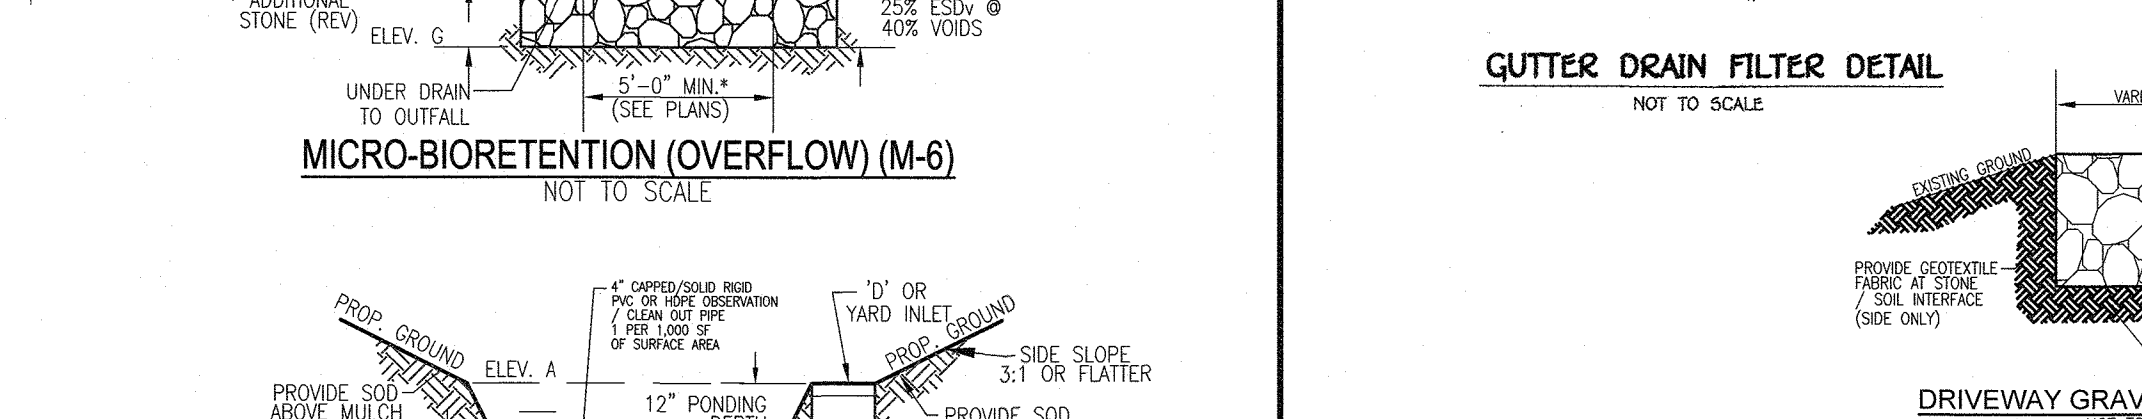 ADDITIONAL
STONE (REV)
ELEV. G
25% ESDv @
40% VOIDS
UNDER DRAIN
TO OUTFALL
5'-0" MIN.*
(SEE PLANS)
MICRO-BIORETENTION (OVERFLOW) (M-6)
NOT TO SCALE
PROP. GROUND
4" CAPPED/SOLID RIGID
PVC OR HDPE OBSERVATION
/ CLEAN OUT PIPE
1 PER 1,000 SF
OF SURFACE AREA
'D' OR
YARD INLET
PROP. GROUND
SIDE SLOPE
3:1 OR FLATTER
ELEV. A
PROVIDE SOD
ABOVE MULCH
12" PONDING
DEPTH
PROVIDE SOD
GUTTER DRAIN FILTER DETAIL
NOT TO SCALE
VARI
EXISTING GROUND
PROVIDE GEOTEXTILE
FABRIC AT STONE
/ SOIL INTERFACE
(SIDE ONLY)
DRIVEWAY GRAV